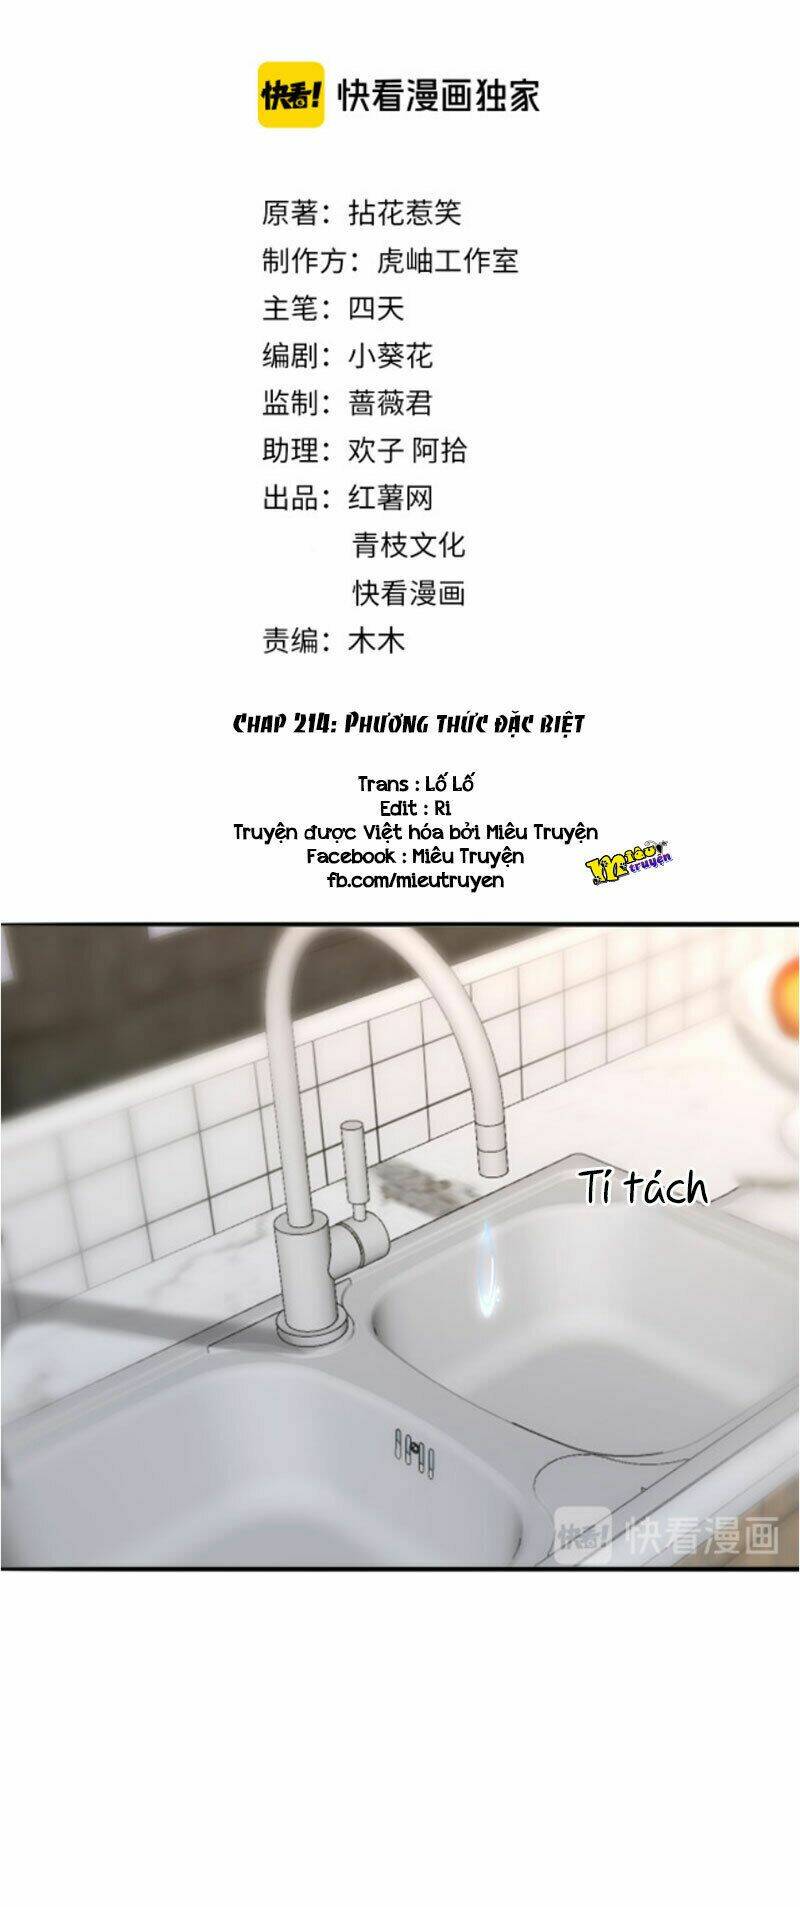 快看! 快看漫画独家
原著：拈花惹笑
制作方：虎岫工作室
主笔：四天
编剧：小葵花
监制：蔷薇君
助理：欢子 阿拾
出品：红薯网
青枝文化
快看漫画
责编：木木
CHAP 214: PHƯƠNG THỨC ĐẶC BIỆT
Trans : Lố Lố
Edit : Ri
Truyện được Việt hóa bởi Miêu Truyện
Facebook : Miêu Truyện
fb.com/mieutruyen
Miêu
truyện
Tí tách
快看! 快看漫画